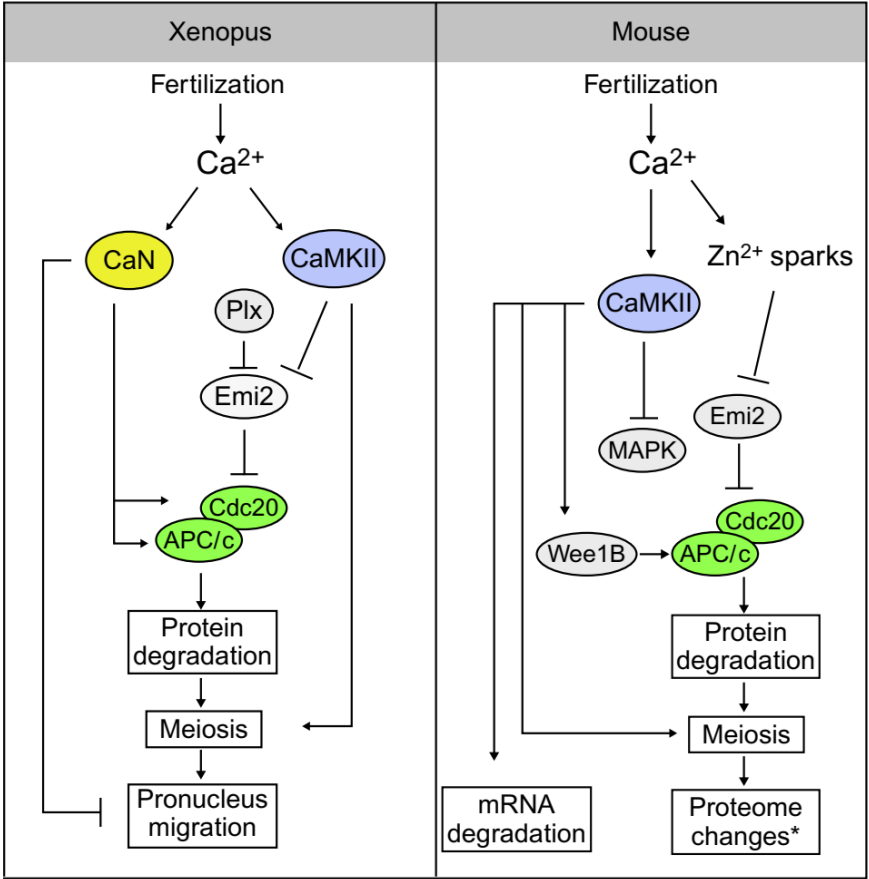 Xenopus
Fertilization
Ca2+
CaN
CaMKII
Plx
Emi2
Cdc20
APC/c
Protein
degradation
Meiosis
Pronucleus
migration
Mouse
Fertilization
Ca2+
Zn2+ sparks
CaMKII
Emi2
MAPK
Cdc20
Wee1B
APC/c
Protein
degradation
Meiosis
mRNA
degradation
Proteome
changes*